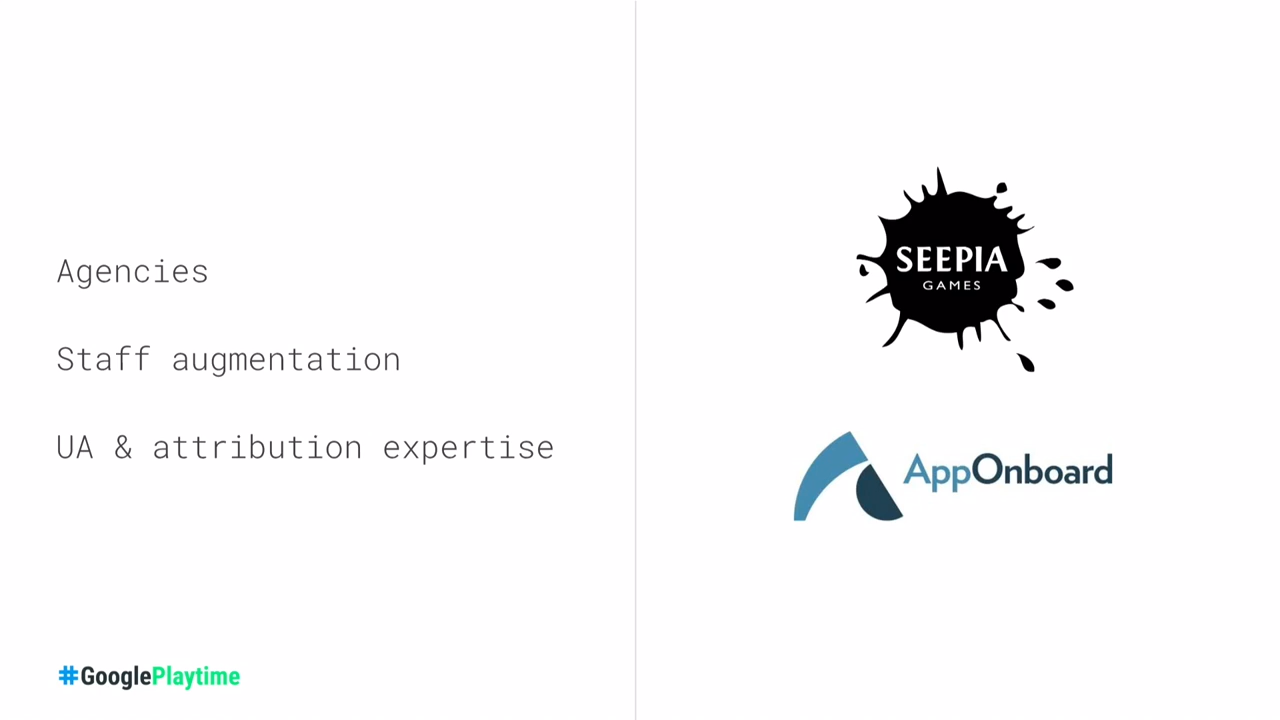 Agencies
Staff augmentation
UA & attribution expertise
SEEPIA
GAMES
AppOnboard
#GooglePlaytime